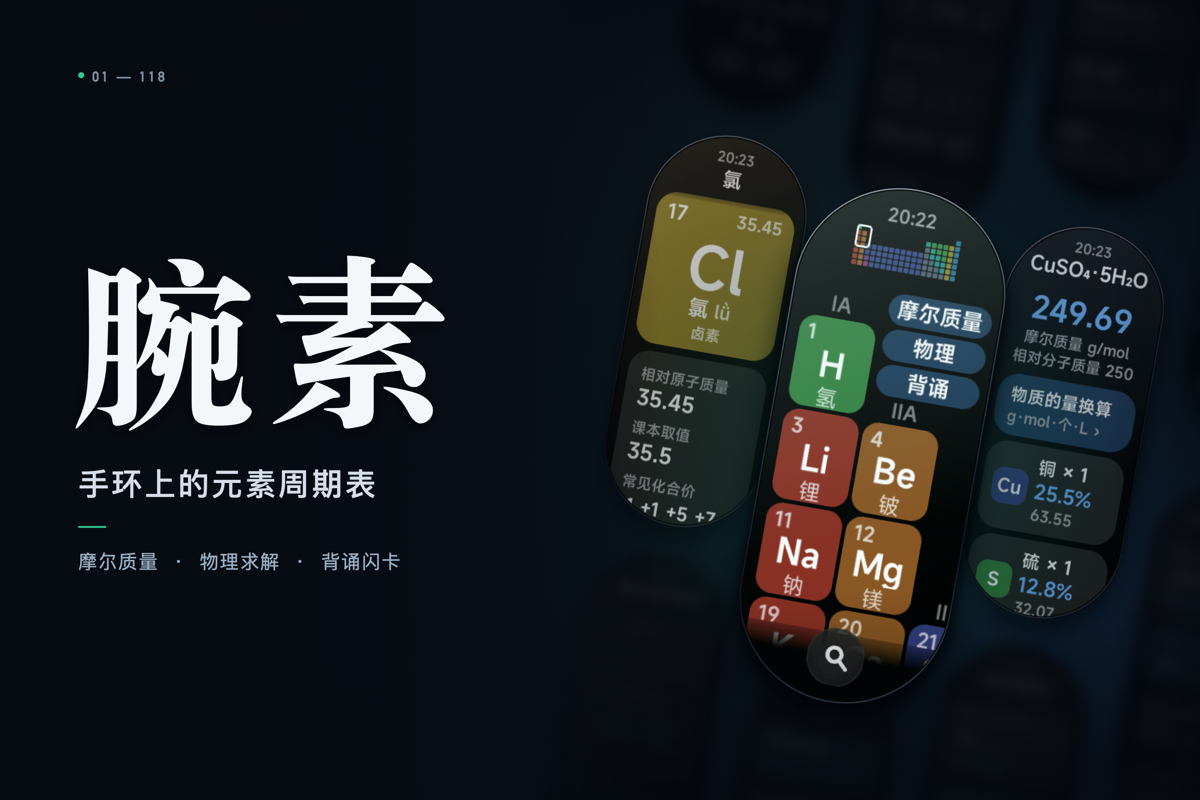 01 — 118
腕素
手环上的元素周期表
摩尔质量 · 物理求解 · 背诵闪卡
20:23
氯
17
35.45
Cl
氯 lǜ
卤素
相对原子质量
35.45
课本取值
35.5
常见化合价
+1 +5 +7
20:22
IA
摩尔质量
物理
背诵
1
H
氢
IIA
3
Li
锂
4
Be
铍
11
Na
钠
12
Mg
镁
19
K
20
21
20:23
CuSO₄·5H₂O
249.69
摩尔质量 g/mol
相对分子质量 250
物质的量换算
g·mol·个·L ›
Cu
铜 × 1
25.5%
63.55
S
硫 × 1
12.8%
32.07